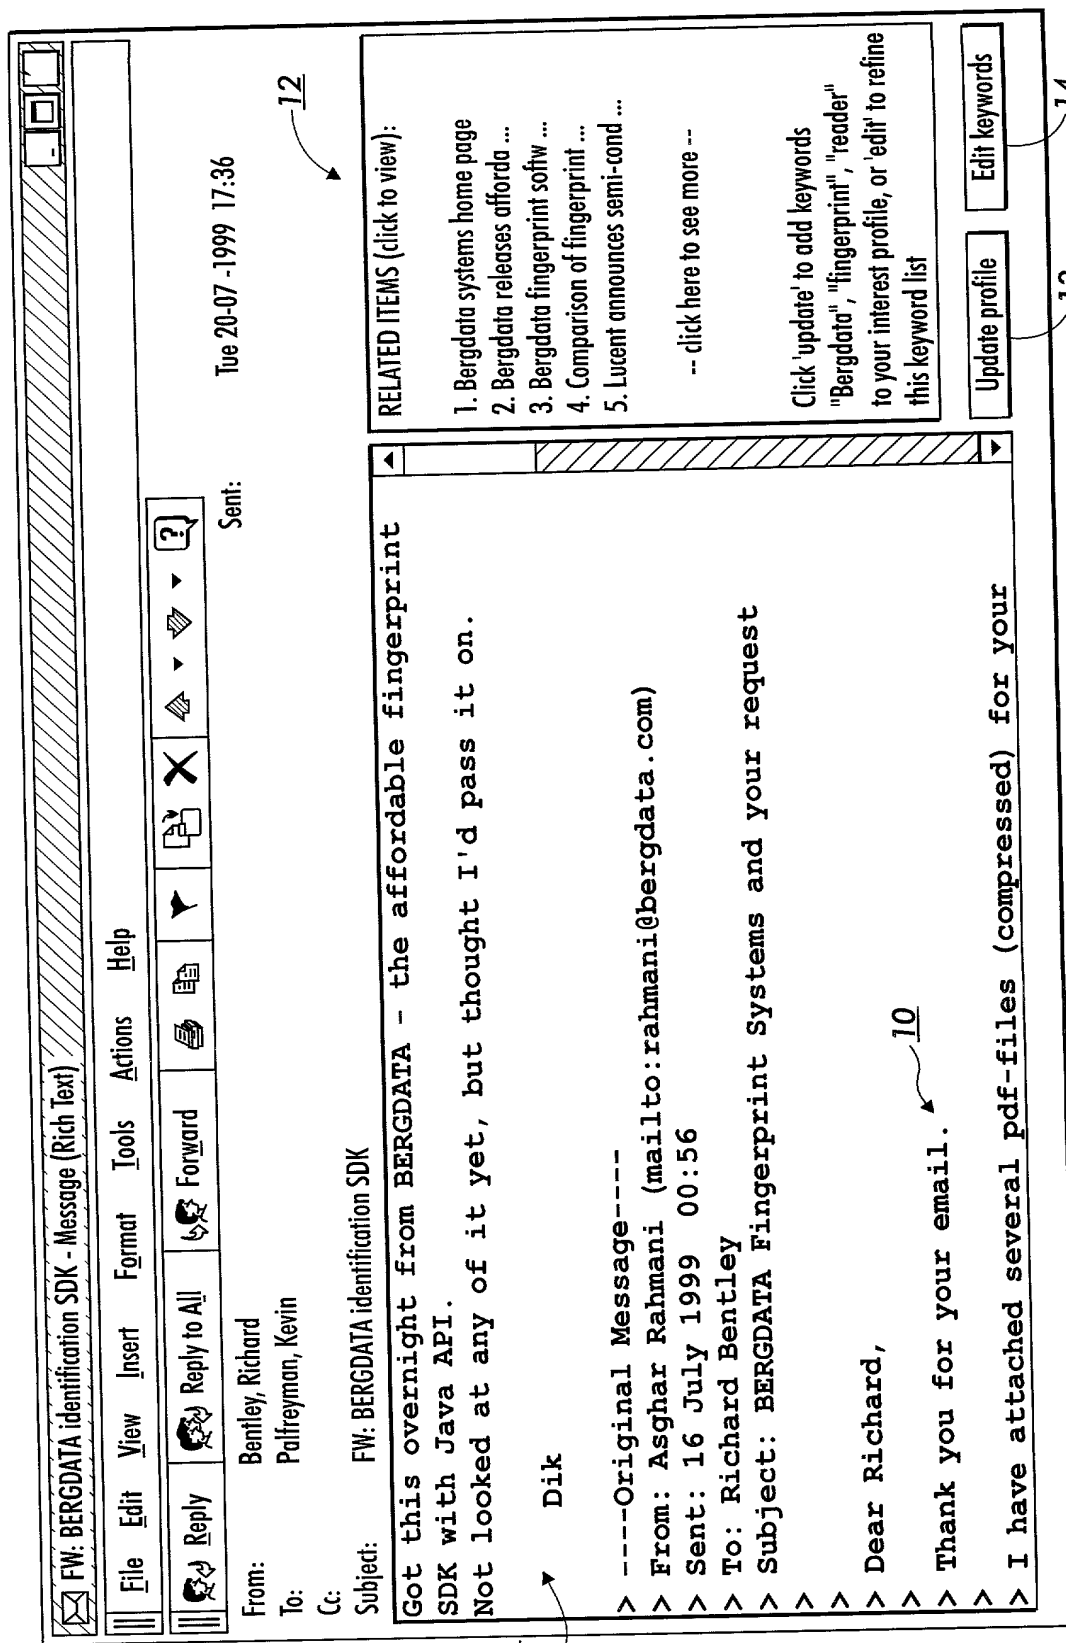 FW: BERGDATA identification SDK - Message (Rich Text)
File Edit View Insert Format Tools Actions Help
Reply Reply to All Forward
From: Bentley, Richard Sent: Tue 20-07 -1999 17:36
To: Palfreyman, Kevin
Cc:
Subject: FW: BERGDATA identification SDK
Got this overnight from BERGDATA - the affordable fingerprint
SDK with Java API.
Not looked at any of it yet, but thought I'd pass it on.
Dik
----Original Message----
> From: Asghar Rahmani (mailto:rahmani@bergdata.com)
> Sent: 16 July 1999 00:56
> To: Richard Bentley
> Subject: BERGDATA Fingerprint Systems and your request
>
>
> Dear Richard,
>
> Thank you for your email.
>
> I have attached several pdf-files (compressed) for your
10
12
RELATED ITEMS (click to view):
1. Bergdata systems home page
2. Bergdata releases afforda ...
3. Bergdata fingerprint softw ...
4. Comparison of fingerprint ...
5. Lucent announces semi-cond ...
-- click here to see more --
Click 'update' to add keywords
"Bergdata", "fingerprint", "reader"
to your interest profile, or 'edit' to refine
this keyword list
Update profile Edit keywords
14